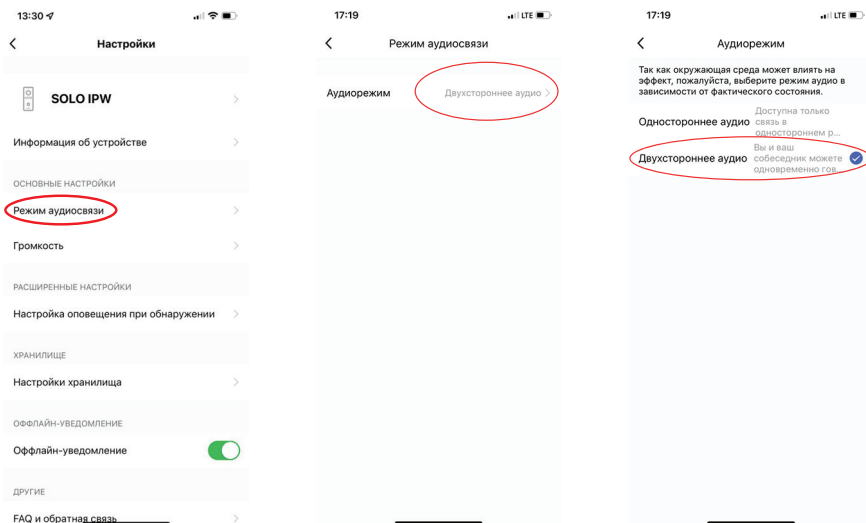 13:30
Настройки
SOLO IPW
Информация об устройстве
ОСНОВНЫЕ НАСТРОЙКИ
Режим аудиосвязи
Громкость
РАСШИРЕННЫЕ НАСТРОЙКИ
Настройка оповещения при обнаружении
ХРАНИЛИЩЕ
Настройки хранилища
ОФФЛАЙН-УВЕДОМЛЕНИЕ
Оффлайн-уведомление
ДРУГИЕ
FAQ и обратная связь
17:19 LTE
Режим аудиосвязи
Аудиорежим Двухстороннее аудио
17:19 LTE
Аудиорежим
Так как окружающая среда может влиять на
эффект, пожалуйста, выберите режим аудио в
зависимости от фактического состояния.
Одностороннее аудио
Доступна только
связь в
одностороннем р...
Двухстороннее аудио
Вы и ваш
собеседник можете
одновременно гов...